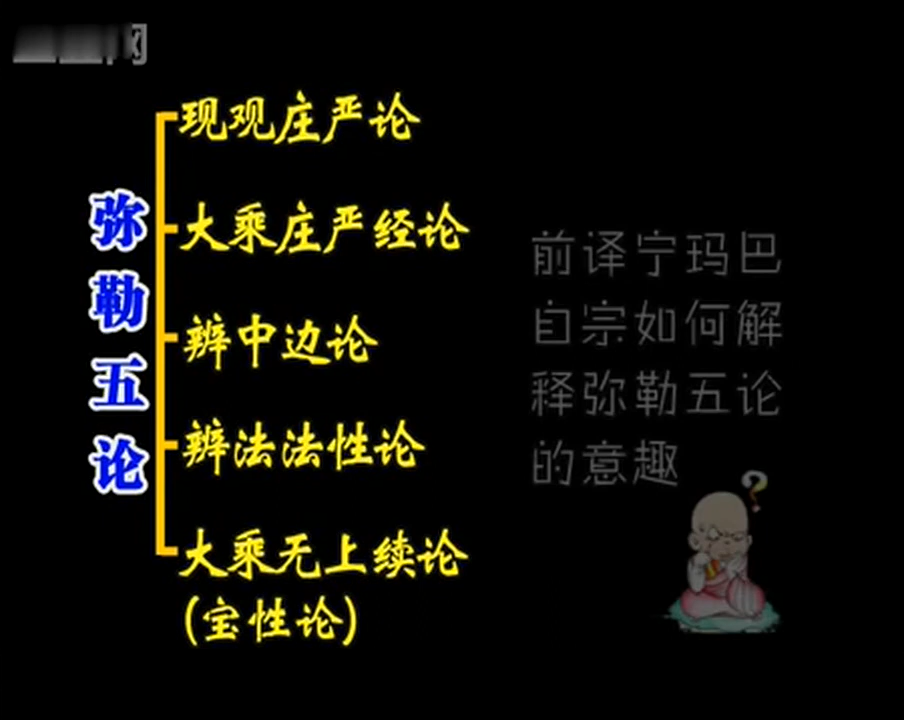 网
弥勒五论
现观庄严论
大乘庄严经论
辨中边论
辨法法性论
大乘无上续论
(宝性论)
前译宁玛巴
自宗如何解
释弥勒五论
的意趣
?